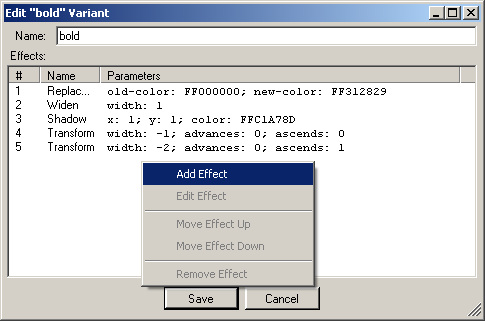 Edit "bold" Variant
Name: bold
Effects:
# Name Parameters
1 Replac... old-color: FF000000; new-color: FF312829
2 Widen width: 1
3 Shadow x: 1; y: 1; color: FFC1A78D
4 Transform width: -1; advances: 0; ascends: 0
5 Transform width: -2; advances: 0; ascends: 1
Add Effect
Edit Effect
Move Effect Up
Move Effect Down
Remove Effect
Save Cancel